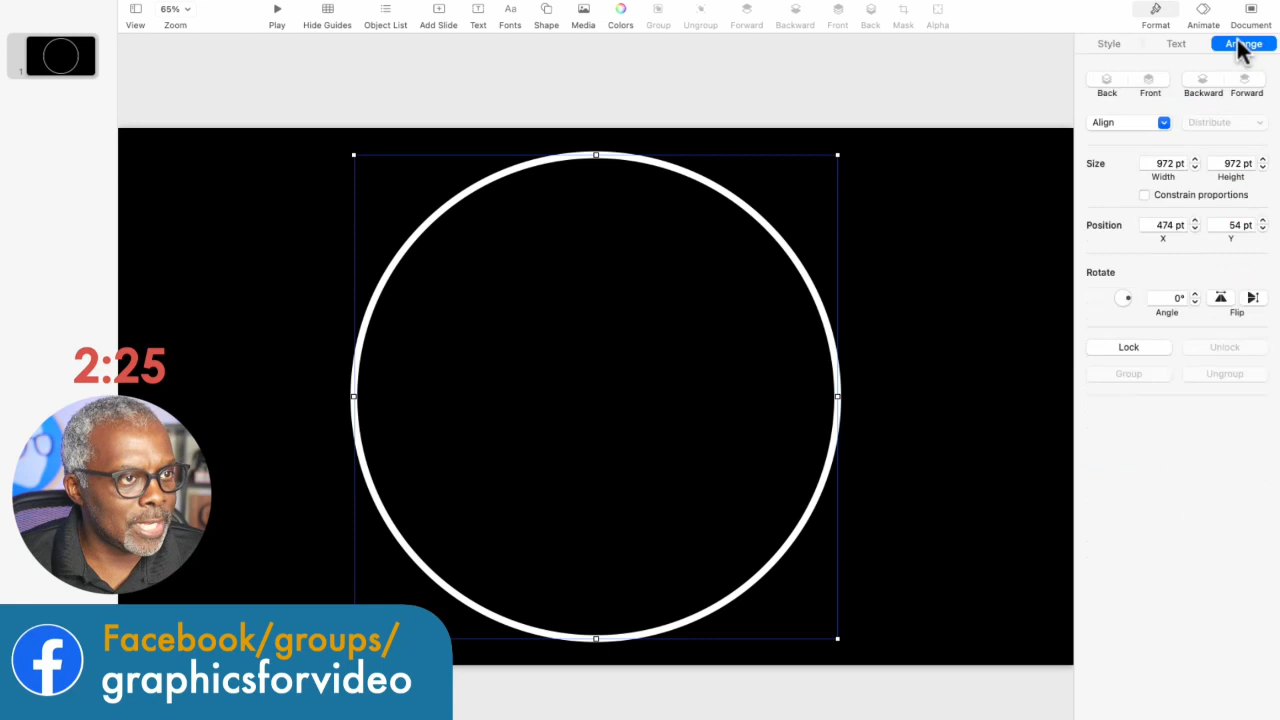 65%
View
Zoom
Play
Hide Guides
Object List
Add Slide
Text
Fonts
Shape
Media
Colors
Group
Ungroup
Forward
Backward
Front
Back
Mask
Alpha
Format
Animate
Document
1
Style
Text
Arrange
Back
Front
Backward
Forward
Align
Distribute
Size
972 pt
972 pt
Width
Height
Constrain proportions
Position
474 pt
54 pt
X
Y
Rotate
0°
Angle
Flip
Lock
Unlock
Group
Ungroup
2:25
Facebook/groups/
graphicsforvideo